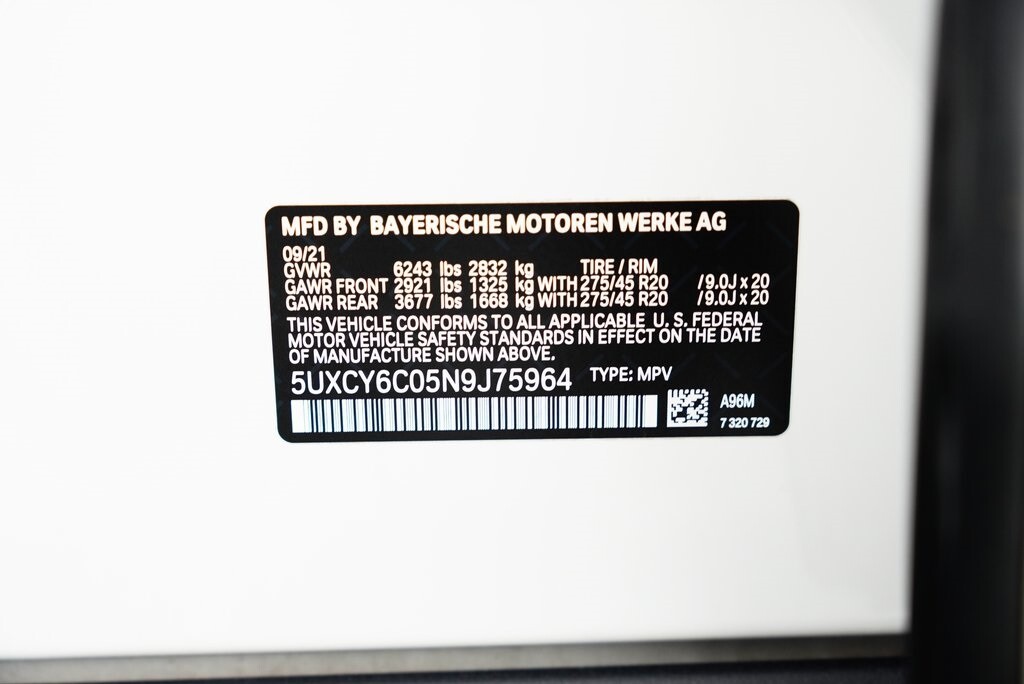 MFD BY BAYERISCHE MOTOREN WERKE AG
09/21
GVWR 6243 lbs 2832 kg TIRE / RIM
GAWR FRONT 2921 lbs 1325 kg WITH 275/45 R20 /9.0J x 20
GAWR REAR 3677 lbs 1668 kg WITH 275/45 R20 /9.0J x 20
THIS VEHICLE CONFORMS TO ALL APPLICABLE U. S. FEDERAL
MOTOR VEHICLE SAFETY STANDARDS IN EFFECT ON THE DATE
OF MANUFACTURE SHOWN ABOVE.
5UXCY6C05N9J75964 TYPE: MPV
A96M
7 320 729